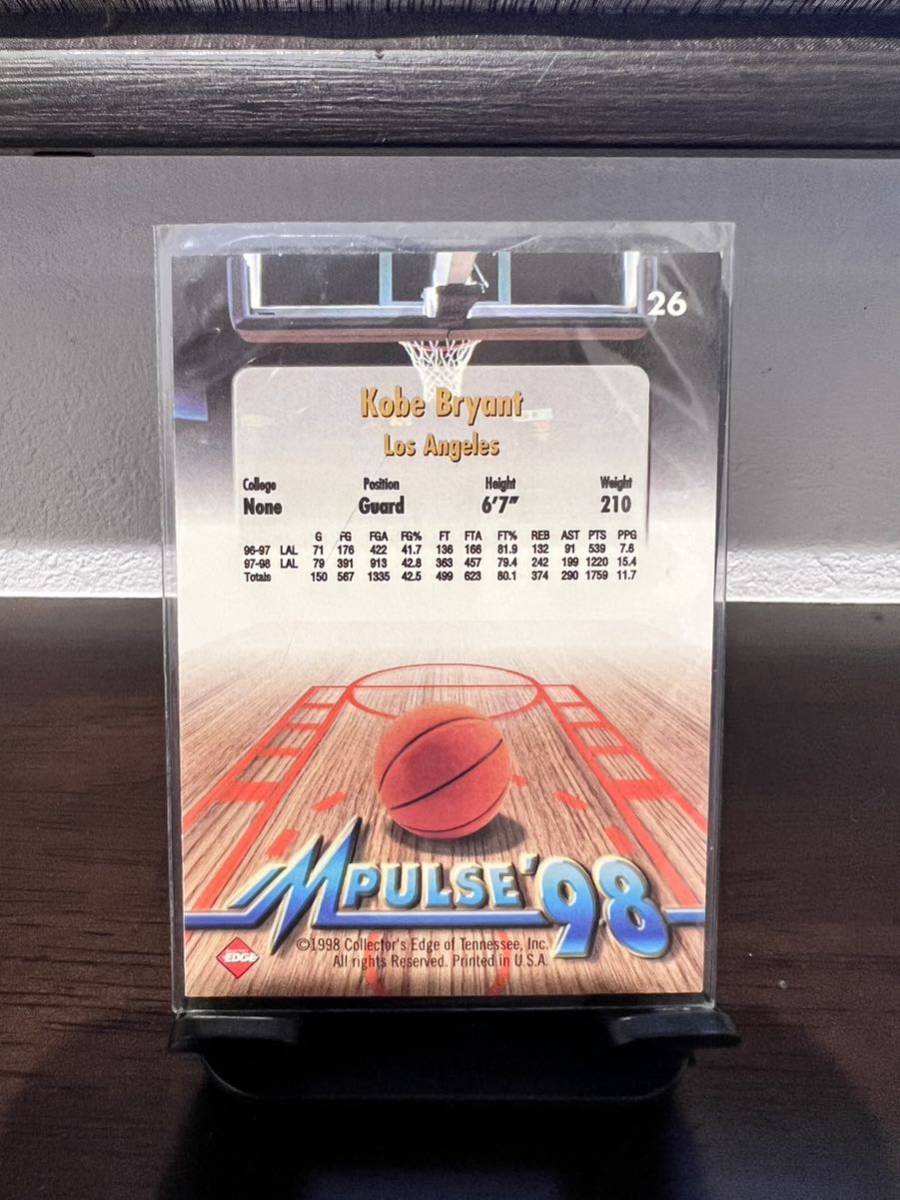 26
Kobe Bryant
Los Angeles
College Position Height Weight
None Guard 6'7" 210
G FG FGA FG% FT FTA FT% REB AST PTS PPG
96-97 LAL 71 176 422 41.7 136 166 81.9 132 91 539 7.6
97-98 LAL 79 391 913 42.8 363 457 79.4 242 199 1220 15.4
Totals 150 567 1335 42.5 499 623 80.1 374 290 1759 11.7
MPULSE'98
©1998 Collector's Edge of Tennessee, Inc.
All rights Reserved. Printed in U.S.A.
EDGE